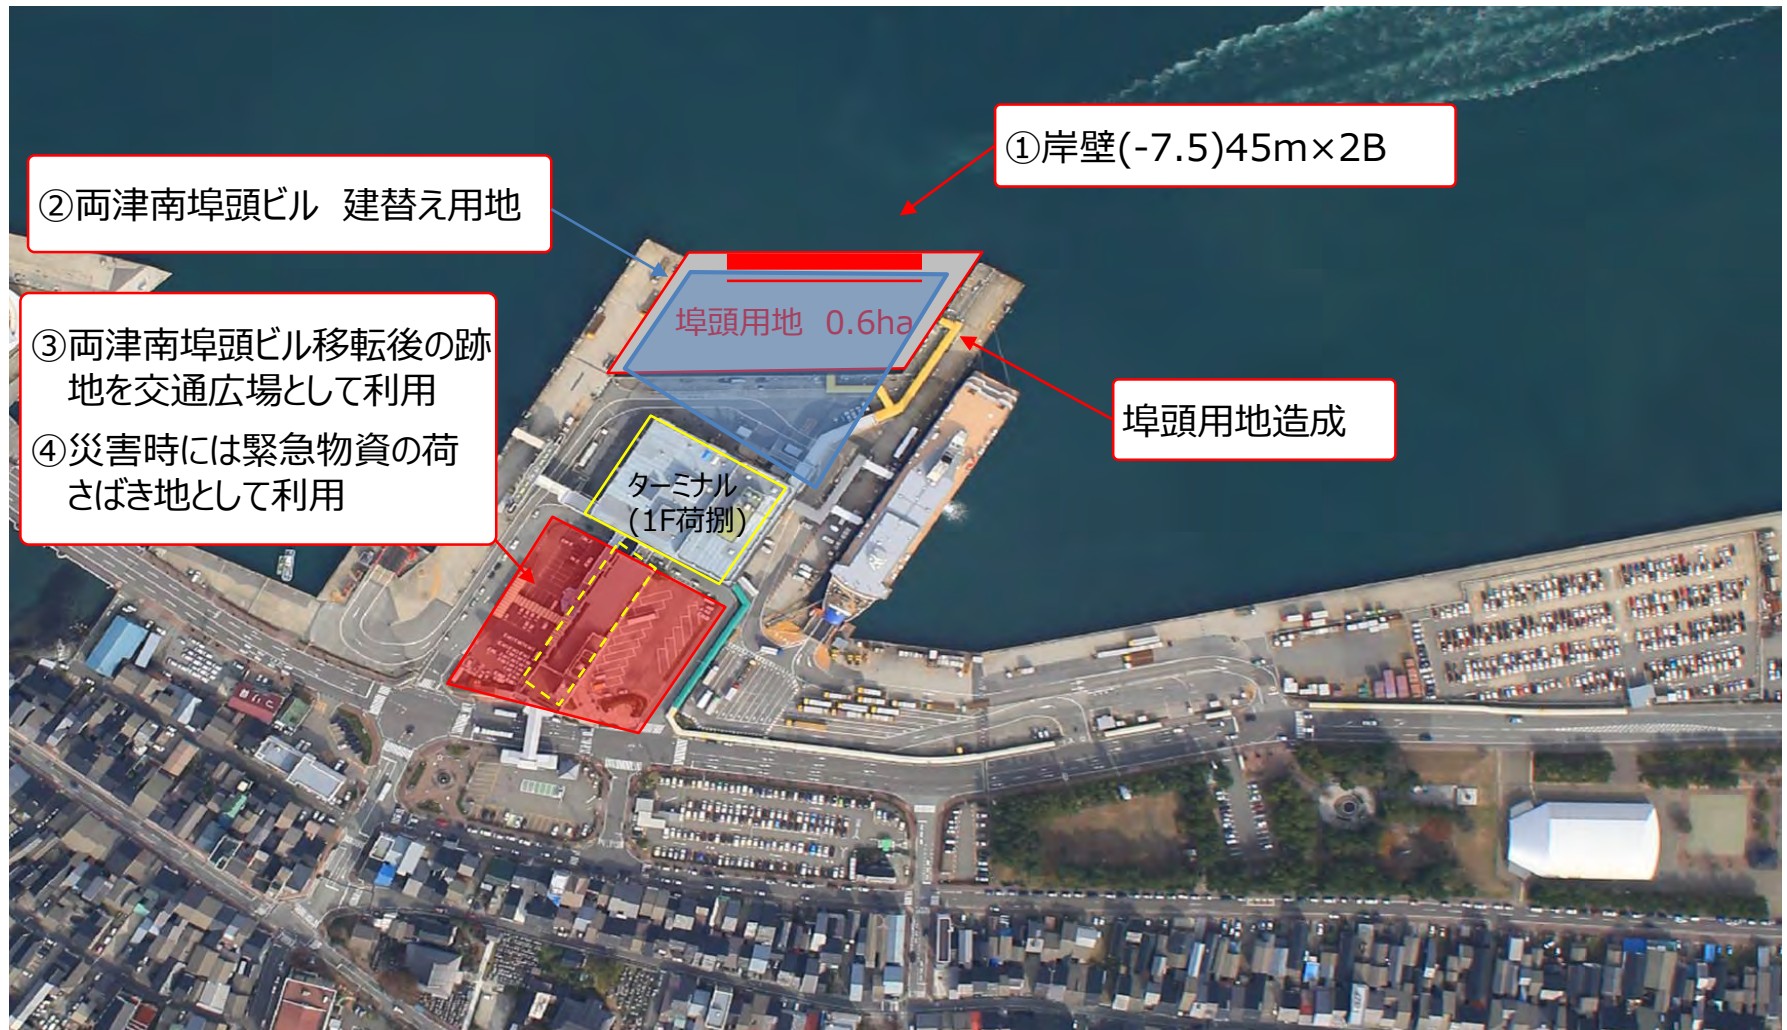 ①岸壁(-7.5)45m×2B
②両津南埠頭ビル　建替え用地
③両津南埠頭ビル移転後の跡
地を交通広場として利用
④災害時には緊急物資の荷
さばき地として利用
埠頭用地　0.6ha
埠頭用地造成
ターミナル
(1F荷捌)